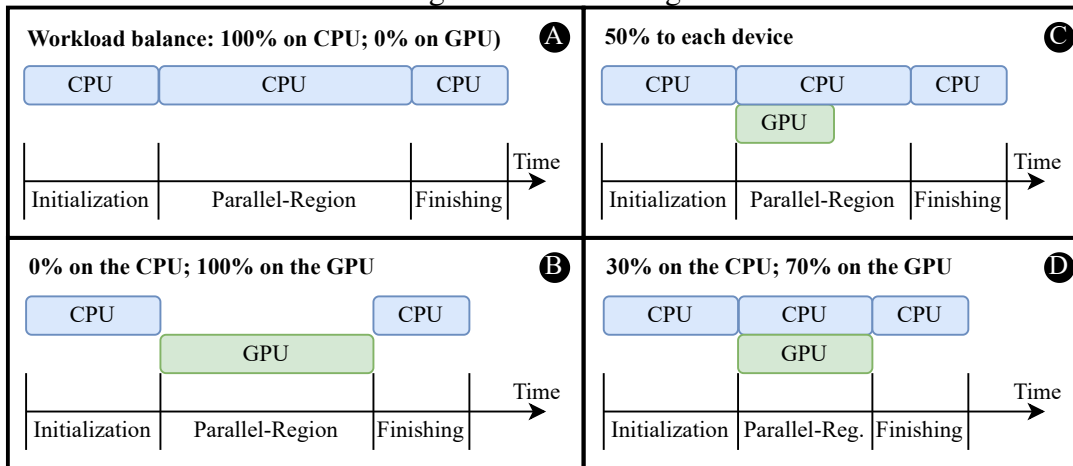 Workload balance: 100% on CPU; 0% on GPU) A
CPU CPU CPU
Time
Initialization Parallel-Region Finishing
50% to each device C
CPU CPU CPU
GPU
Time
Initialization Parallel-Region Finishing
0% on the CPU; 100% on the GPU B
CPU CPU
GPU
Time
Initialization Parallel-Region Finishing
30% on the CPU; 70% on the GPU D
CPU CPU CPU
GPU
Time
Initialization Parallel-Reg. Finishing